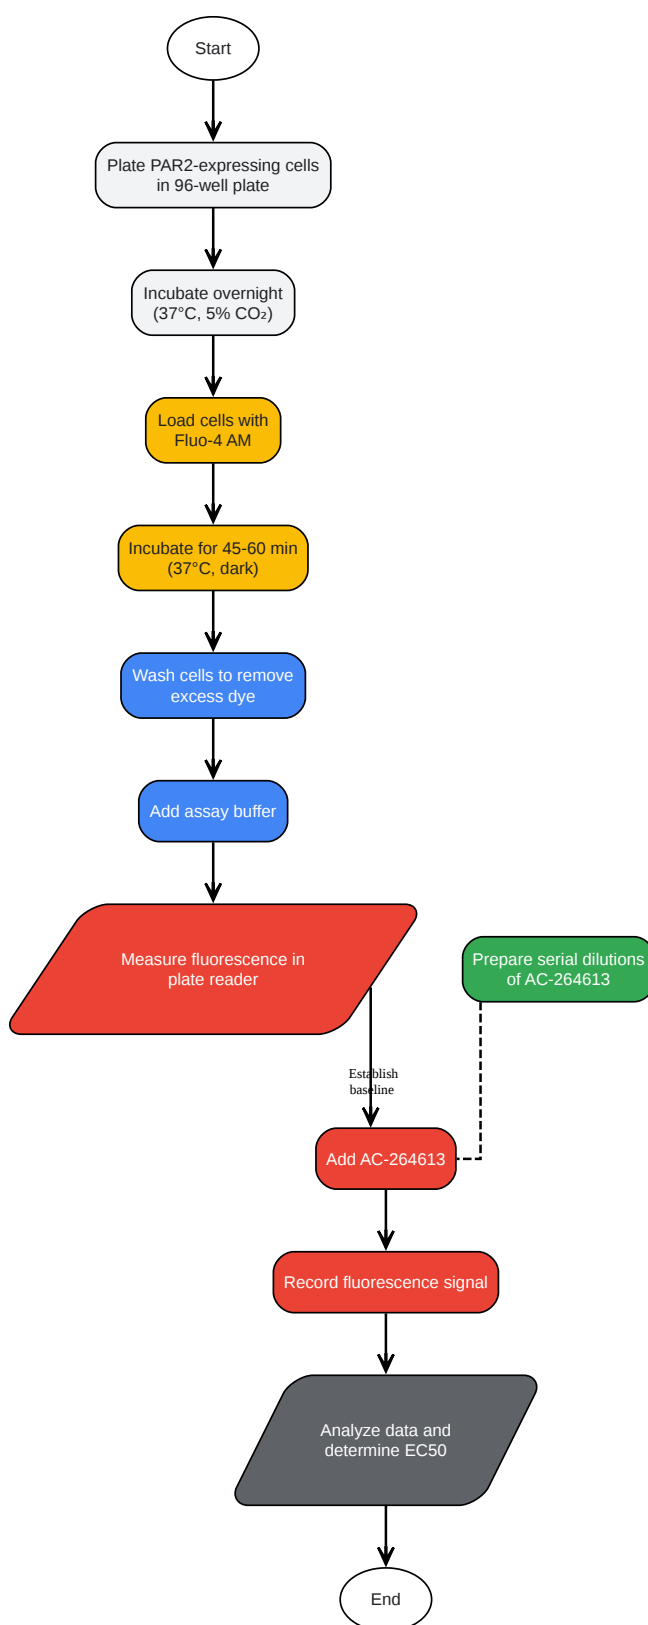 Start
Plate PAR2-expressing cells
in 96-well plate
Incubate overnight
(37°C, 5% CO₂)
Load cells with
Fluo-4 AM
Incubate for 45-60 min
(37°C, dark)
Wash cells to remove
excess dye
Add assay buffer
Measure fluorescence in
plate reader
Prepare serial dilutions
of AC-264613
Establish
baseline
Add AC-264613
Record fluorescence signal
Analyze data and
determine EC50
End